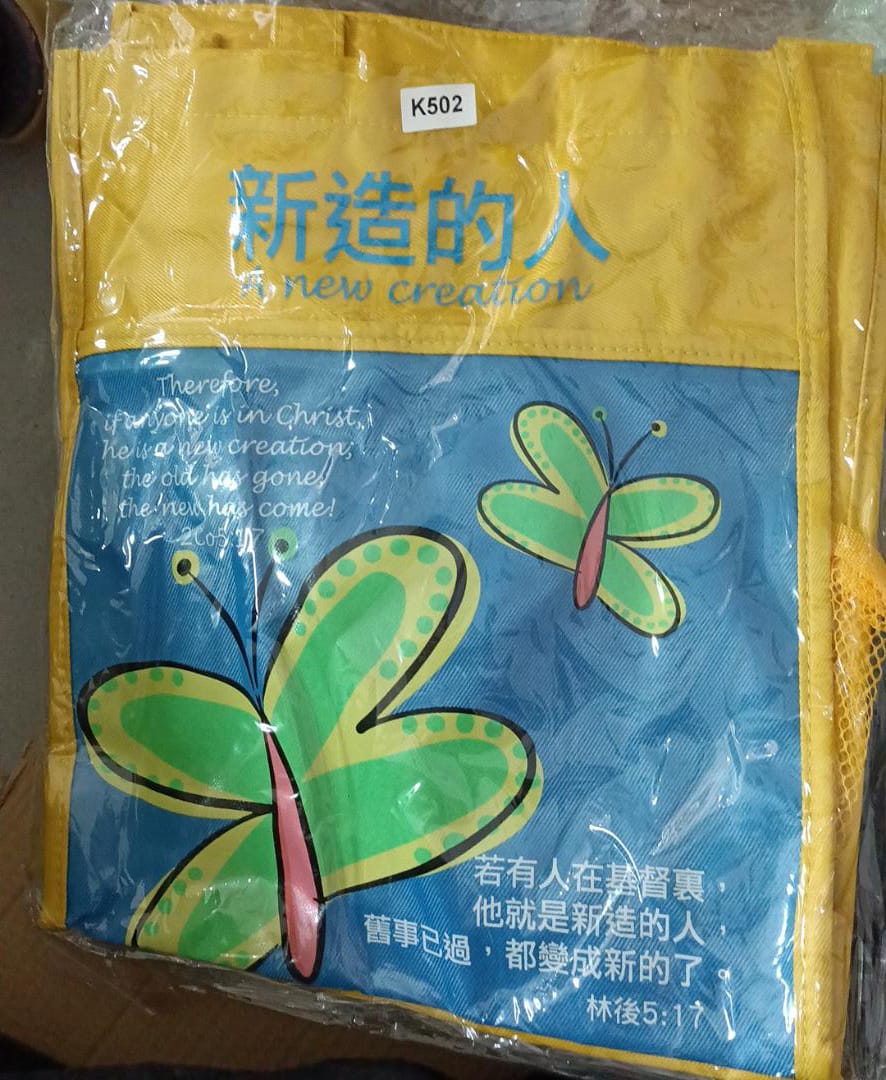 K502
新造的人
A new creation
Therefore,
if anyone is in Christ,
he is a new creation;
the old has gone,
the new has come!
2Co5:17
若有人在基督裏，
他就是新造的人，
舊事已過，都變成新的了。
林後5:17